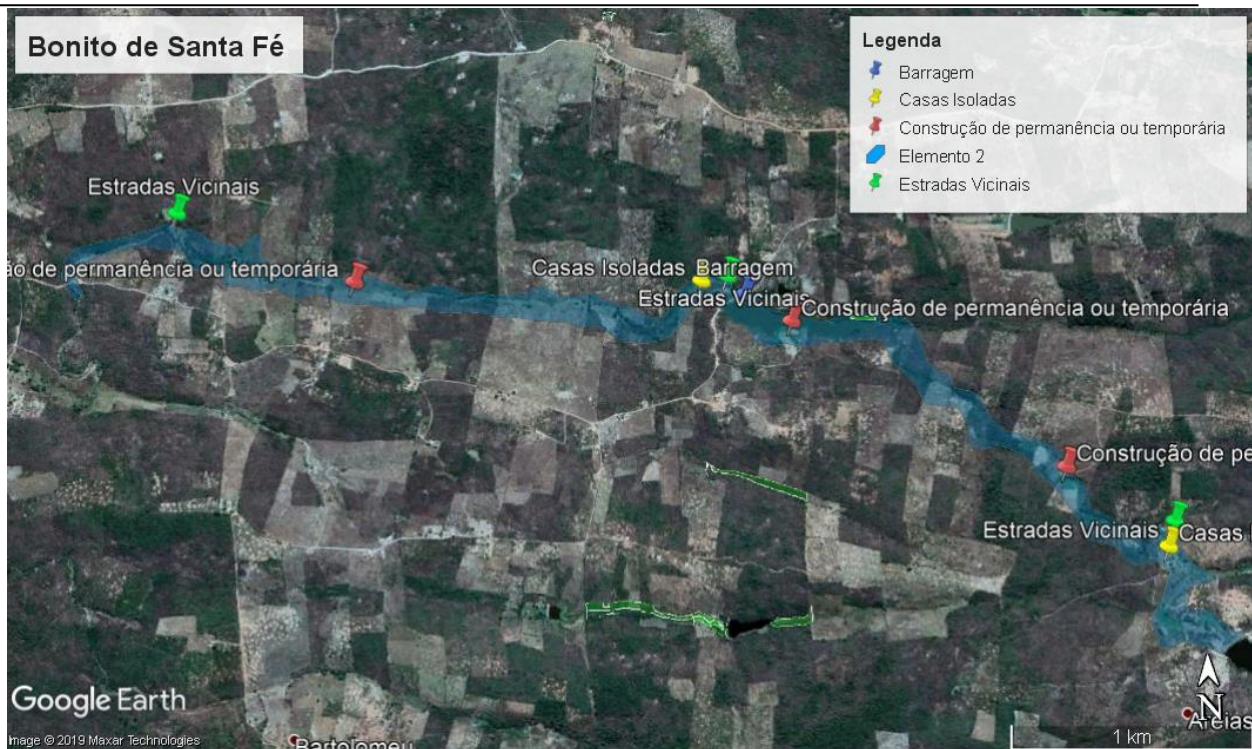 Bonito de Santa Fé
Legenda
Barragem
Casas Isoladas
Construção de permanência ou temporária
Elemento 2
Estradas Vicinais
Estradas Vicinais
ão de permanência ou temporária
Casas Isoladas
Barragem
Estradas Vicinais
Construção de permanência ou temporária
Construção de pe
Estradas Vicinais
Casas
Google Earth
Image © 2019 Maxar Technologies
Bartolomeu
N
Areias
1 km